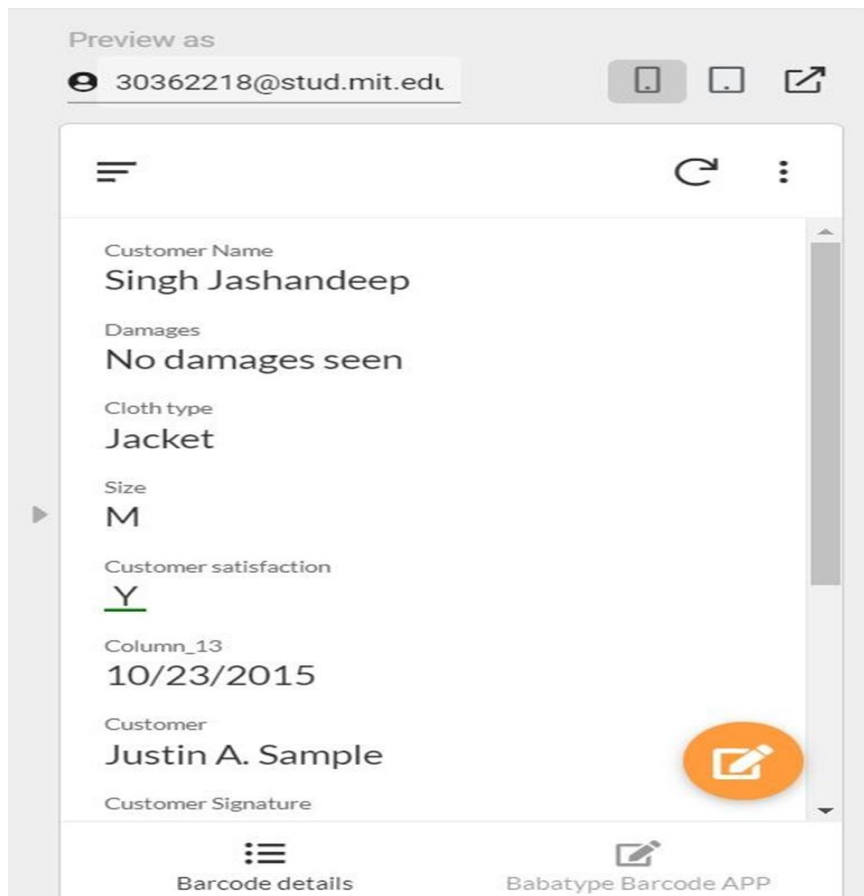 Preview as
30362218@stud.mit.edu
Customer Name
Singh Jashandeep
Damages
No damages seen
Cloth type
Jacket
Size
M
Customer satisfaction
Y
Column_13
10/23/2015
Customer
Justin A. Sample
Customer Signature
Barcode details
Babatype Barcode APP